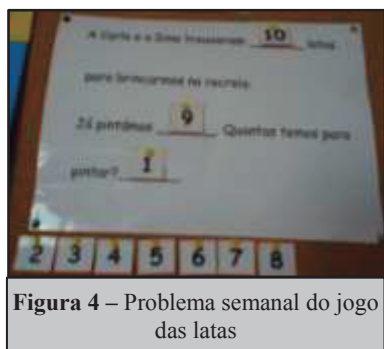 A Carla e o Dinis trouxeram 10 latas
para brincarmos no recreio.
Já pintámos 9 Quantas temos para
pintar? 1
2 3 4 5 6 7 8
Figura 4 – Problema semanal do jogo
das latas